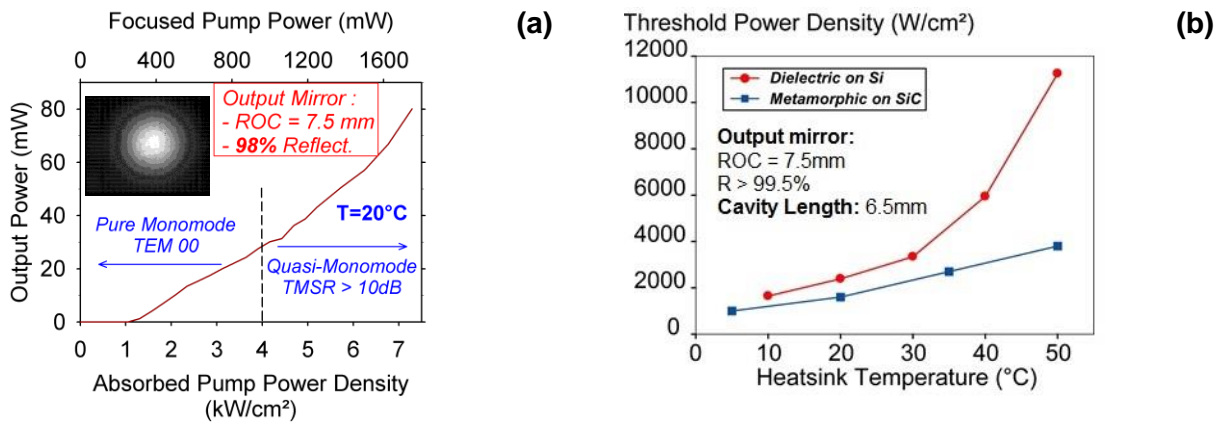 Focused Pump Power (mW)
(a)
0 400 800 1200 1600
Output Power (mW)
80
60
40
20
0
Output Mirror :
- ROC = 7.5 mm
- 98% Reflect.
T=20°C
Pure Monomode
TEM 00
Quasi-Monomode
TMSR > 10dB
0 1 2 3 4 5 6 7
Absorbed Pump Power Density
(kW/cm²)
Threshold Power Density (W/cm²)
(b)
12000
10000
8000
6000
4000
2000
0
Dielectric on Si
Metamorphic on SiC
Output mirror:
ROC = 7.5mm
R > 99.5%
Cavity Length: 6.5mm
0 10 20 30 40 50
Heatsink Temperature (°C)